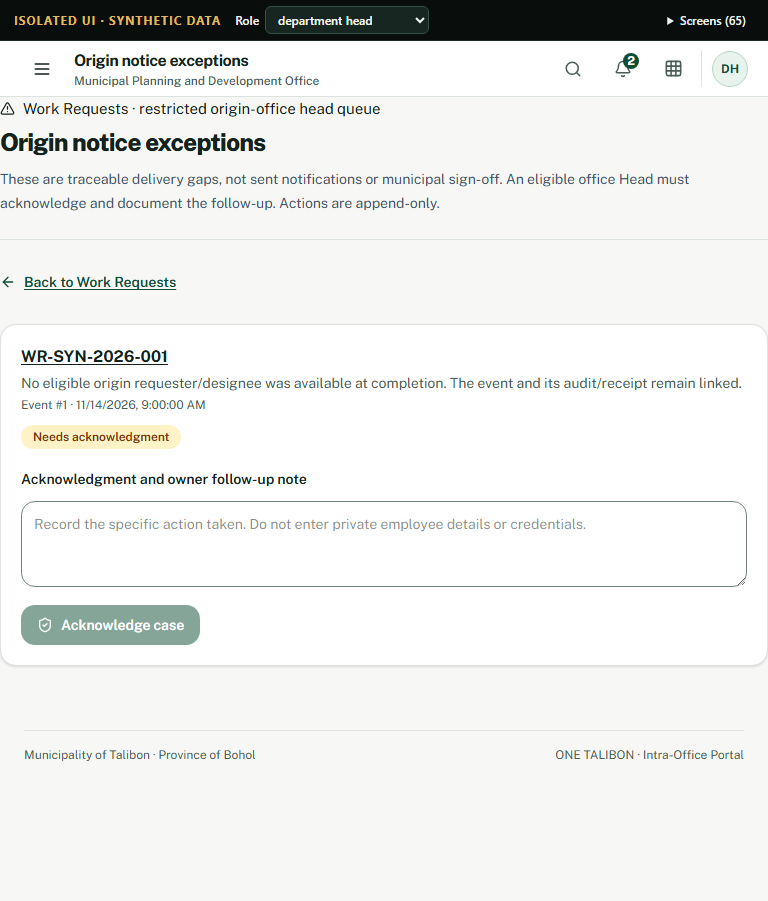 ISOLATED UI · SYNTHETIC DATA Role department head Screens (65)
Origin notice exceptions
Municipal Planning and Development Office
2
DH
Work Requests · restricted origin-office head queue
Origin notice exceptions
These are traceable delivery gaps, not sent notifications or municipal sign-off. An eligible office Head must
acknowledge and document the follow-up. Actions are append-only.
Back to Work Requests
WR-SYN-2026-001
No eligible origin requester/designee was available at completion. The event and its audit/receipt remain linked.
Event #1 · 11/14/2026, 9:00:00 AM
Needs acknowledgment
Acknowledgment and owner follow-up note
Record the specific action taken. Do not enter private employee details or credentials.
Acknowledge case
Municipality of Talibon · Province of Bohol
ONE TALIBON · Intra-Office Portal